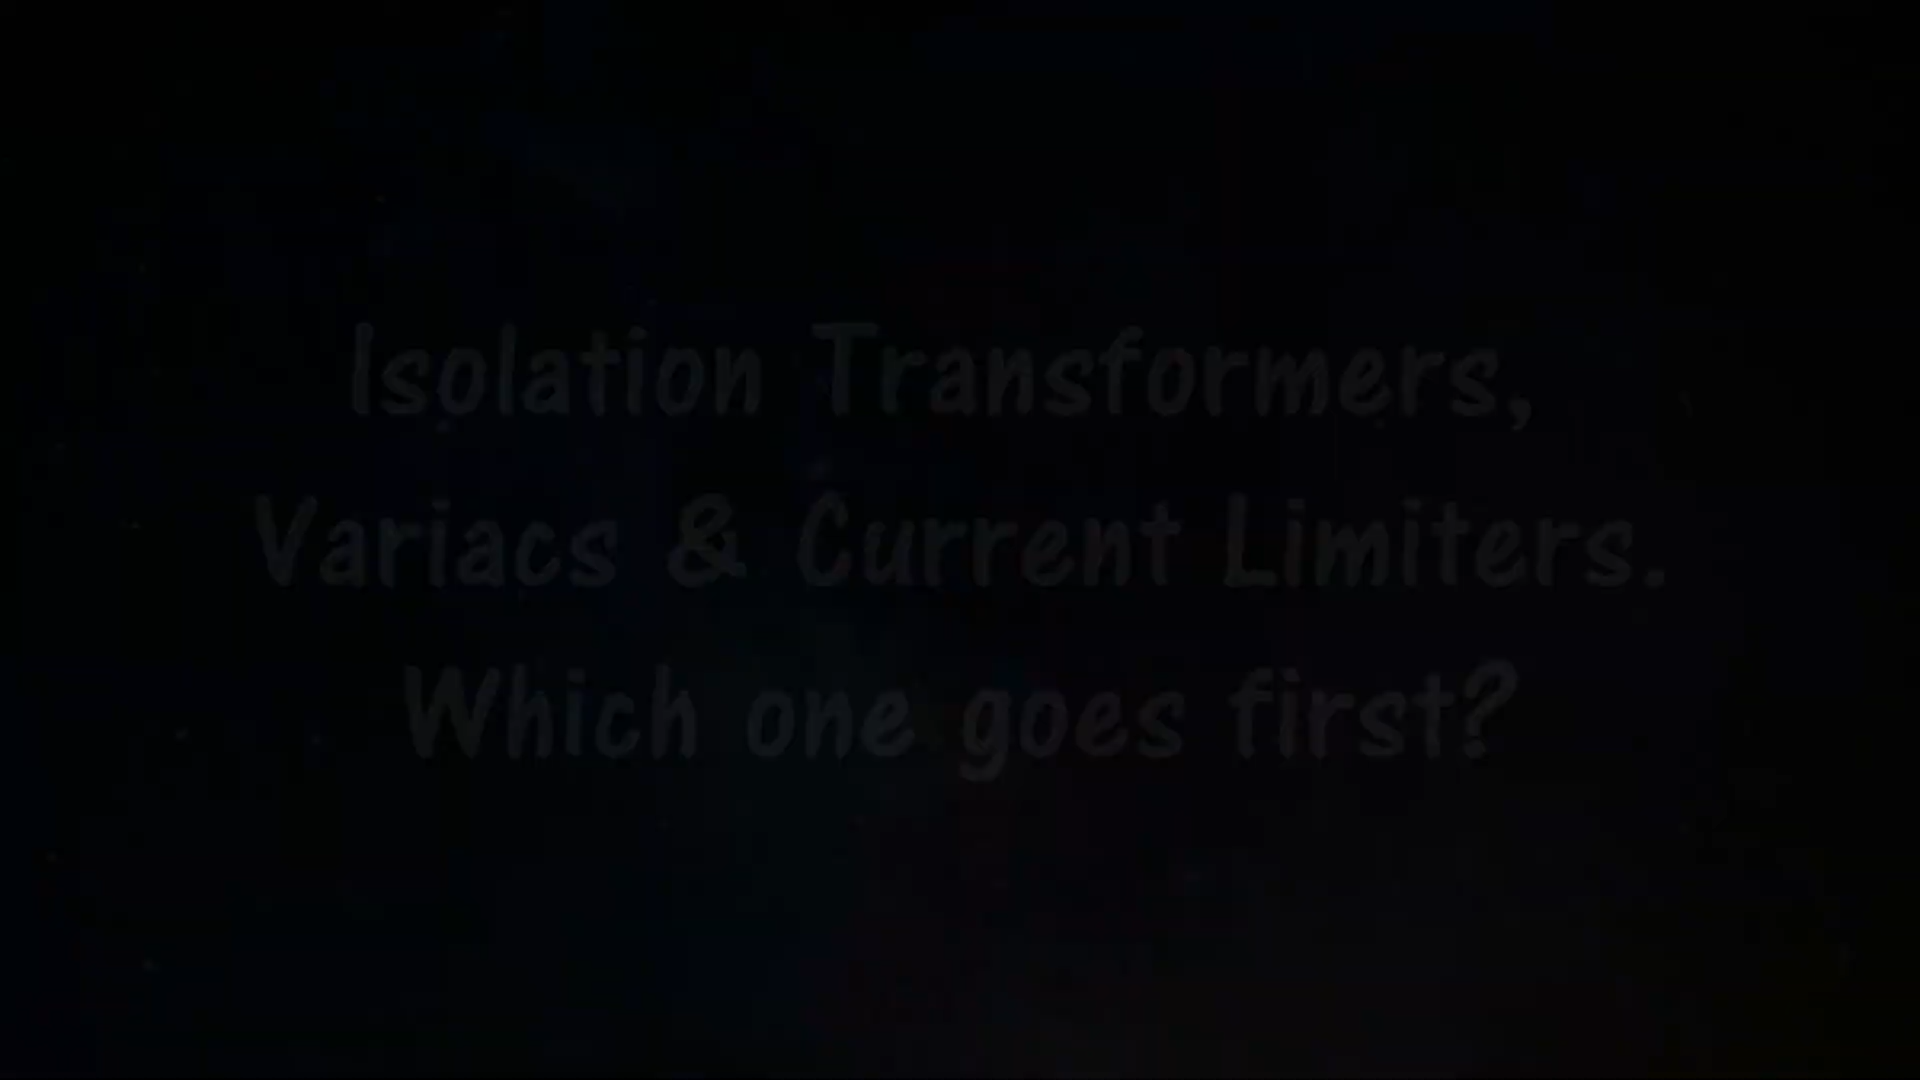 Isolation Transformers,
Variacs & Current Limiters.
Which one goes first?